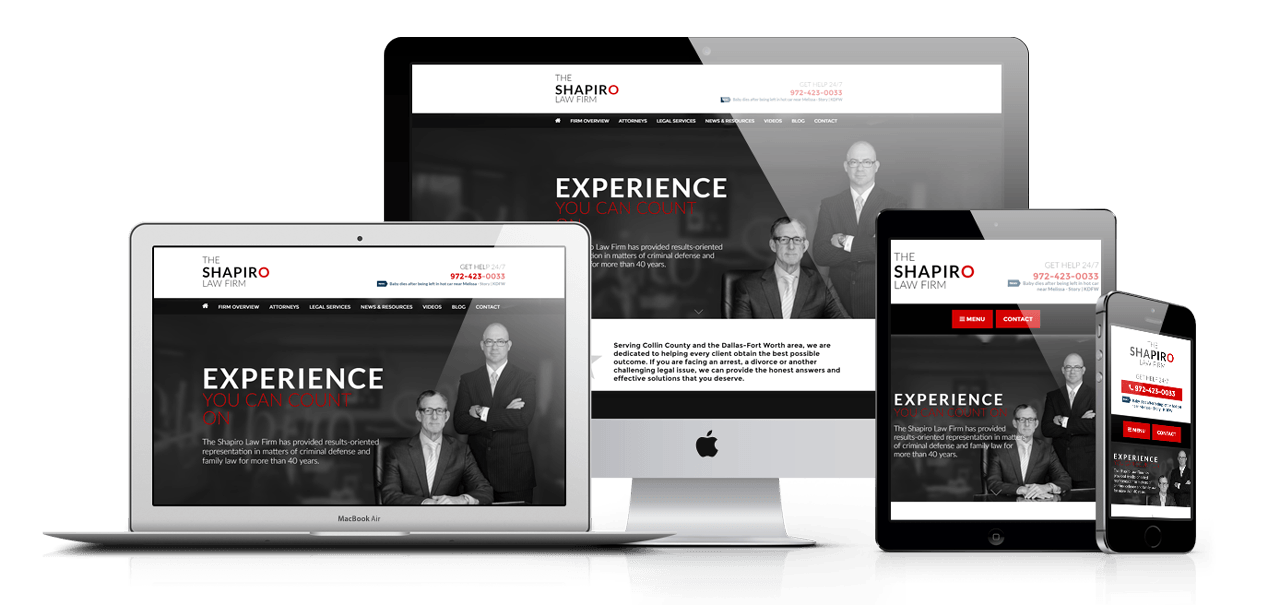 THE
SHAPIRO
LAW FIRM
GET HELP 24/7
972-423-0033
Baby dies after being left in hot car near Melissa - Story | KDFW
FIRM OVERVIEW ATTORNEYS LEGAL SERVICES NEWS & RESOURCES VIDEOS BLOG CONTACT
EXPERIENCE
YOU CAN COUNT
Shapiro Law Firm has provided results-oriented
representation in matters of criminal defense and
for more than 40 years.
Serving Collin County and the Dallas-Fort Worth area, we are
dedicated to helping every client obtain the best possible
outcome. If you are facing an arrest, a divorce or another
challenging legal issue, we can provide the honest answers and
effective solutions that you deserve.
THE
SHAPIRO
LAW FIRM
GET HELP 24/7
972-423-0033
Baby dies after being left in hot car near Melissa - Story | KDFW
FIRM OVERVIEW ATTORNEYS LEGAL SERVICES NEWS & RESOURCES VIDEOS BLOG CONTACT
EXPERIENCE
YOU CAN COUNT
ON
The Shapiro Law Firm has provided results-oriented
representation in matters of criminal defense and
family law for more than 40 years.
MacBook Air
THE
SHAPIRO
LAW FIRM
GET HELP 24/7
972-423-0033
Baby dies after being left in hot car
near Melissa - Story | KDFW
MENU CONTACT
EXPERIENCE
YOU CAN COUNT ON
The Shapiro Law Firm has provided
results-oriented representation in matters
of criminal defense and family law for
more than 40 years.
THE
SHAPIRO
LAW FIRM
GET HELP 24/7
972-423-0033
MENU CONTACT
EXPERIENCE